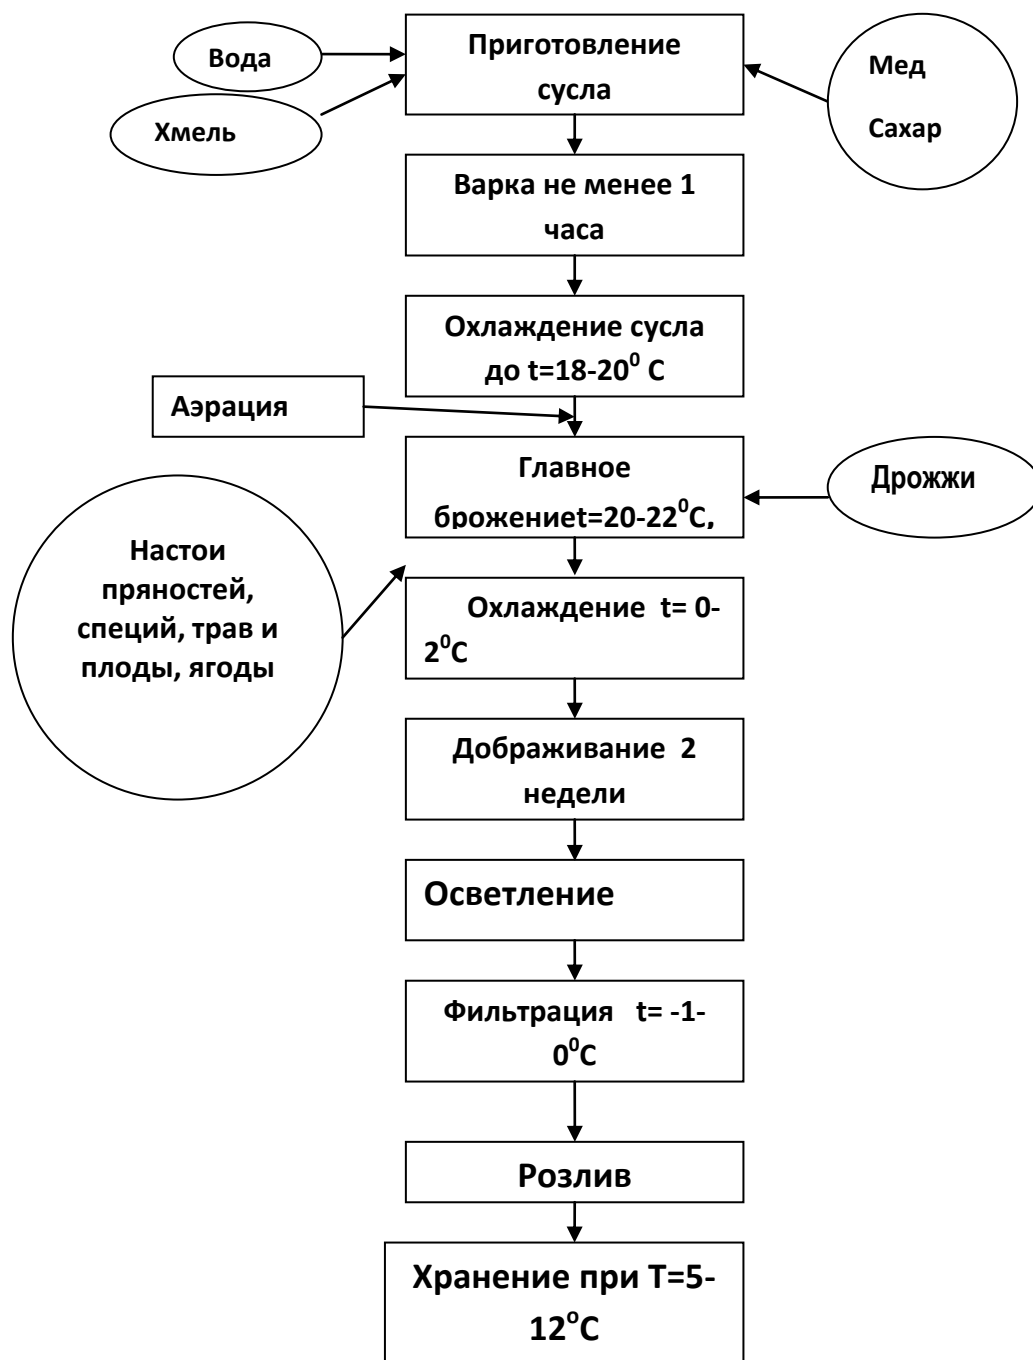 Приготовление
сусла
Вода
Хмель
Мед
Сахар
Варка не менее 1
часа
Охлаждение сусла
до t=18-20⁰ С
Аэрация
Главное
брожениеt=20-22⁰С,
Дрожжи
Настои
пряностей,
специй, трав и
плоды, ягоды
Охлаждение t= 0-
2⁰С
Дображивание 2
недели
Осветление
Фильтрация t= -1-
0⁰С
Розлив
Хранение при Т=5-
12⁰С